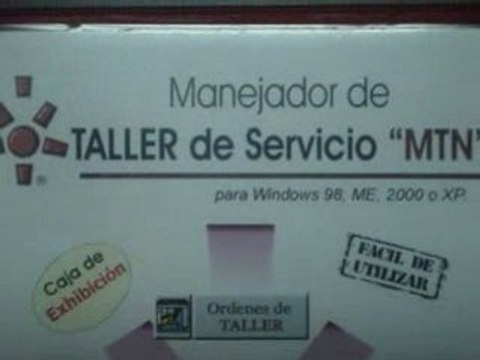 Manejador de
TALLER de Servicio "MTN"
®
para Windows 98, ME, 2000 o XP.
Caja de
Exhibición
FACIL DE
UTILIZAR
Ordenes de
TALLER